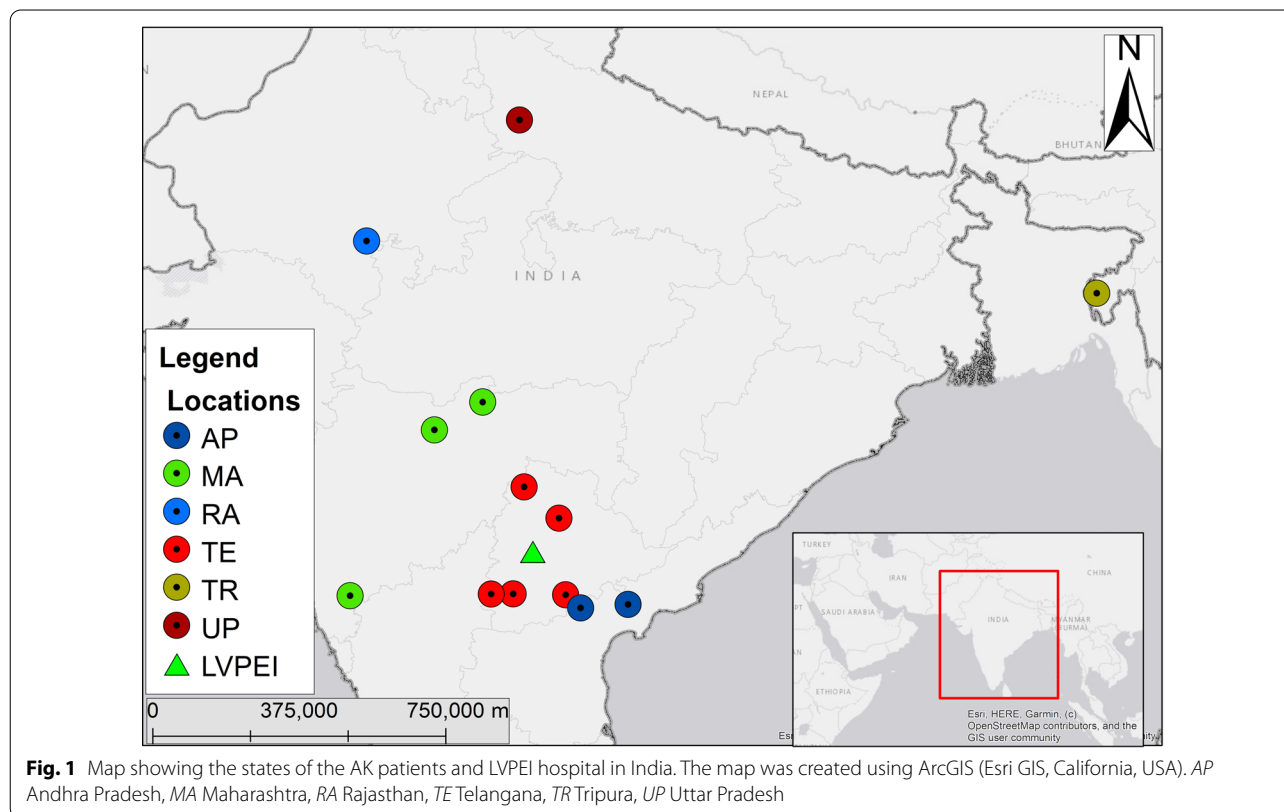 N
NEPAL
BHUTAN
INDIA
Legend
Locations
AP
MA
RA
TE
TR
UP
LVPEI
0 375,000 750,000 m
TURKEY
IRAN
CHINA
SAUDI ARABIA
INDIA
MYANMAR
(BURMA)
ETHIOPIA
Esri, HERE, Garmin, (c)
OpenStreetMap contributors, and the
GIS user community
Fig. 1 Map showing the states of the AK patients and LVPEI hospital in India. The map was created using ArcGIS (Esri GIS, California, USA). AP
Andhra Pradesh, MA Maharashtra, RA Rajasthan, TE Telangana, TR Tripura, UP Uttar Pradesh